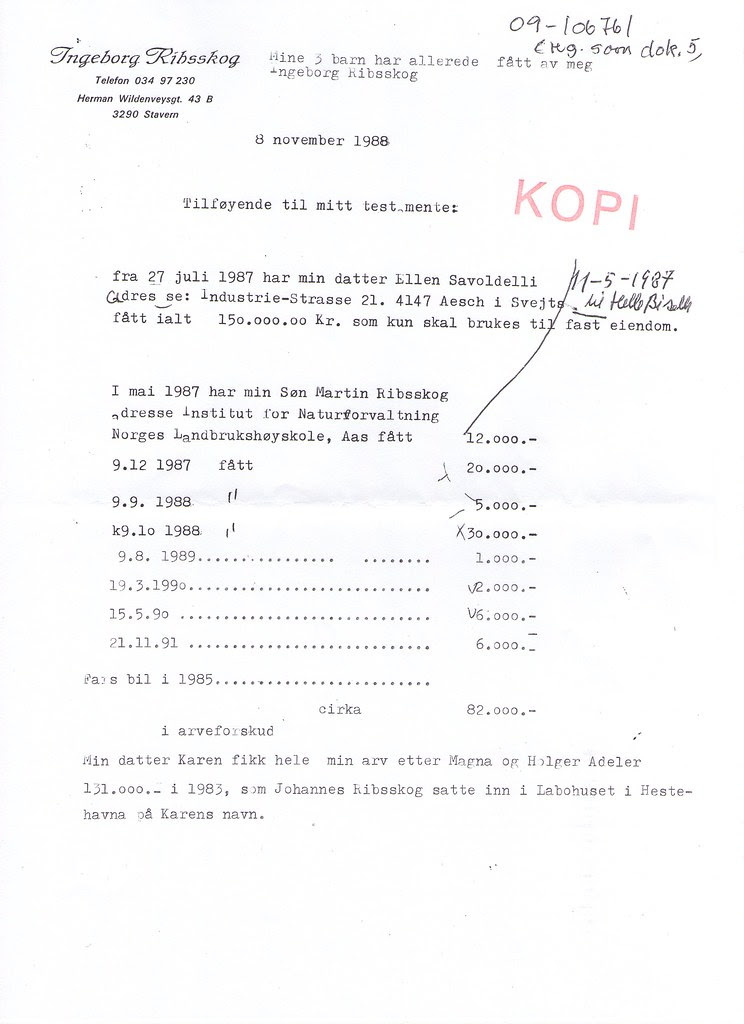 09-106761
(reg. som dok. 5)
Ingeborg Ribsskog
Telefon 034 97 230
Herman Wildenveysgt. 43 B
3290 Stavern
Mine 3 barn har allerede fått av meg
Ingeborg Ribsskog
8 november 1988
Tilføyende til mitt testamente:
KOPI
fra 27 juli 1987 har min datter Ellen Savoldelli 11-5-1987
Adres se: Industrie-Strasse 21. 4147 Aesch i Svejts. til Helle
fått ialt 150.000.00 Kr. som kun skal brukes til fast eiendom.
I mai 1987 har min Søn Martin Ribsskog
adresse Institut for Naturforvaltning
Norges Landbrukshøyskole, Aas fått 12.000.-
9.12 1987 fått 20.000.-
9.9. 1988 " 5.000.-
k9.10 1988 " 30.000.-
9.8. 1989................ ........ 1.000.-
19.3.1990............................ 2.000.-
15.5.90 ............................. 6.000.-
21.11.91 ............................ 6.000.-
Fars bil i 1985.........................
cirka 82.000.-
i arveforskud
Min datter Karen fikk hele min arv etter Magna og Holger Adeler
131.000.- i 1983, som Johannes Ribsskog satte inn i Labohuset i Heste-
havna på Karens navn.